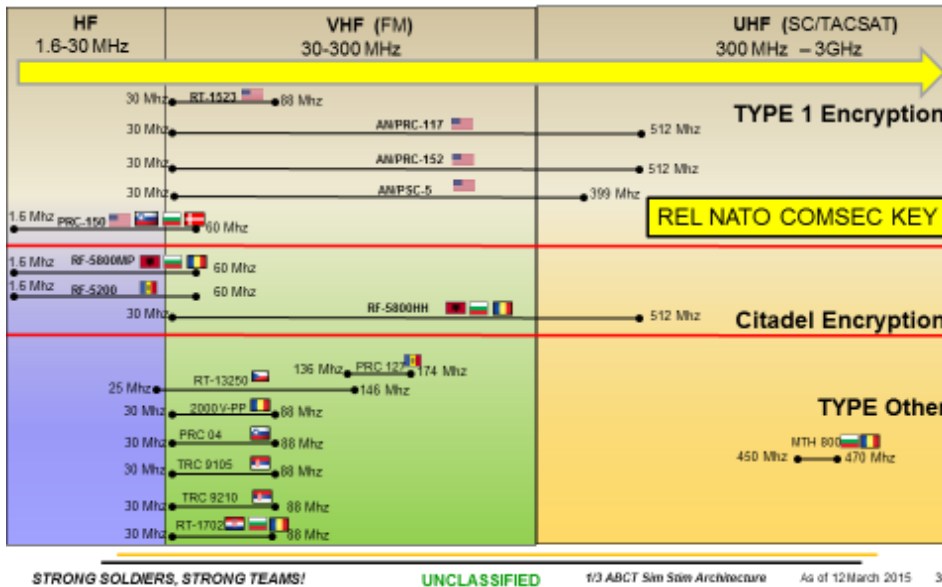 HF
1.6-30 MHz
VHF (FM)
30-300 MHz
UHF (SC/TACSAT)
300 MHz – 3GHz
30 Mhz RT-1523 88 Mhz
TYPE 1 Encryption
30 Mhz AN/PRC-117 512 Mhz
30 Mhz AN/PRC-152 512 Mhz
30 Mhz AN/PSC-5 399 Mhz
REL NATO COMSEC KEY
1.6 Mhz PRC-150 60 Mhz
1.6 Mhz RF-5800MP 60 Mhz
1.6 Mhz RF-5200 60 Mhz
30 Mhz RF-5800HH 512 Mhz
Citadel Encryption
136 Mhz PRC 127 174 Mhz
25 Mhz RT-13250 146 Mhz
30 Mhz 2000V-PP 88 Mhz
TYPE Other
30 Mhz PRC 04 88 Mhz
MTH 800
450 Mhz 470 Mhz
30 Mhz TRC 9105 88 Mhz
30 Mhz TRC 9210 88 Mhz
30 Mhz RT-1702 88 Mhz
STRONG SOLDIERS, STRONG TEAMS! UNCLASSIFIED 1/3 ABCT Sim Stim Architecture As of 12 March 2015 3